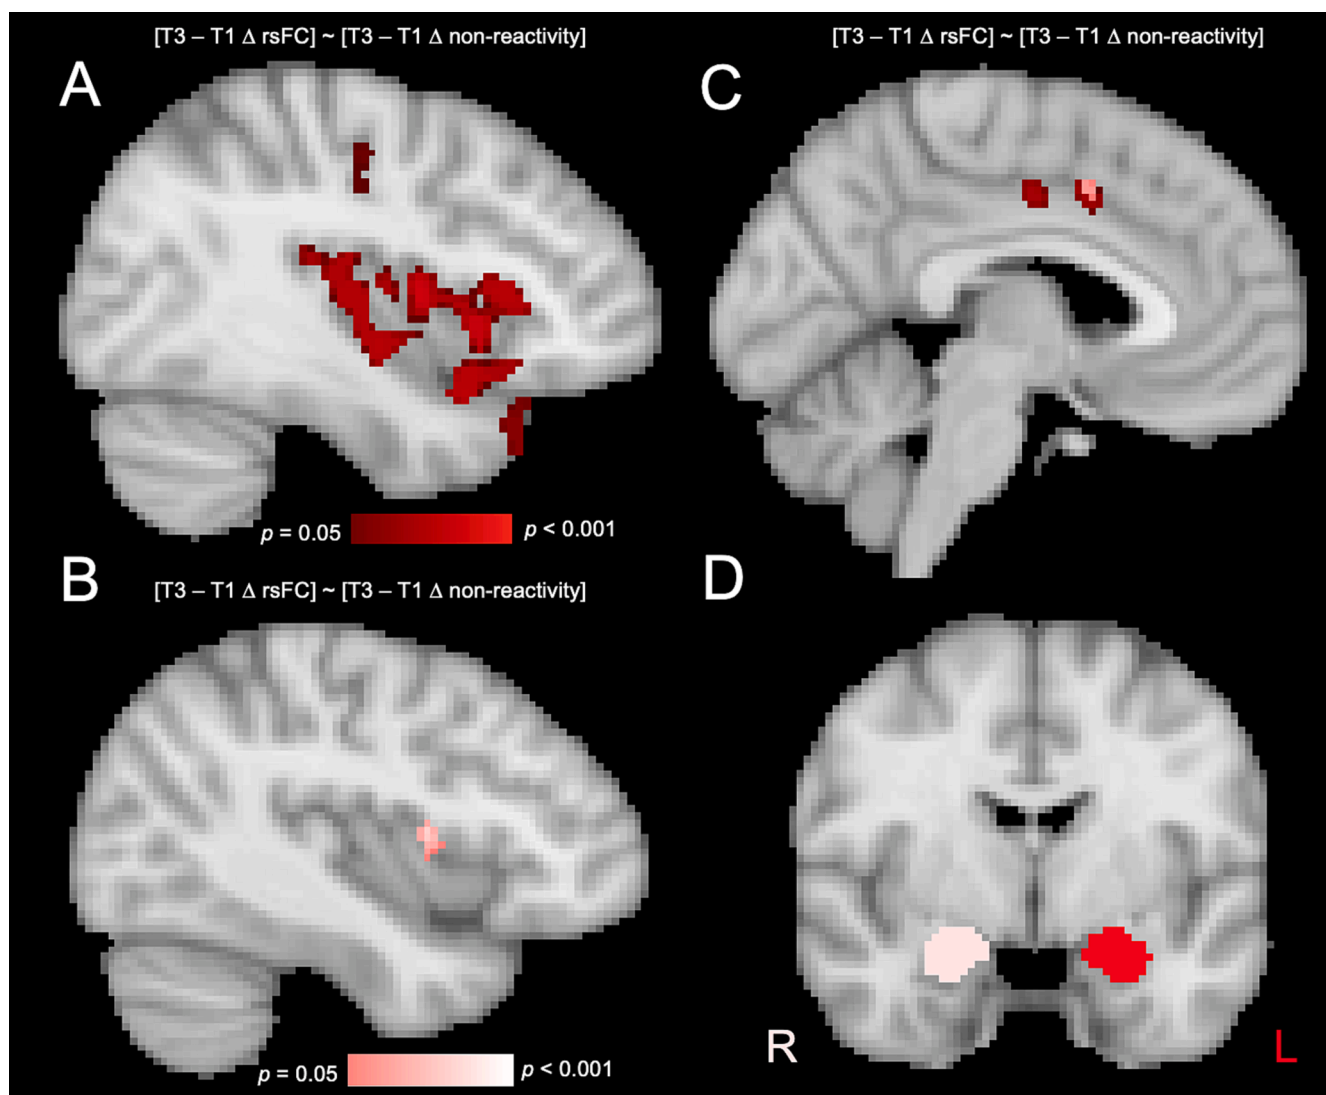 [T3 – T1 Δ rsFC] ~ [T3 – T1 Δ non-reactivity]
A
p = 0.05
p < 0.001
B
[T3 – T1 Δ rsFC] ~ [T3 – T1 Δ non-reactivity]
p = 0.05
p < 0.001
[T3 – T1 Δ rsFC] ~ [T3 – T1 Δ non-reactivity]
C
D
R
L